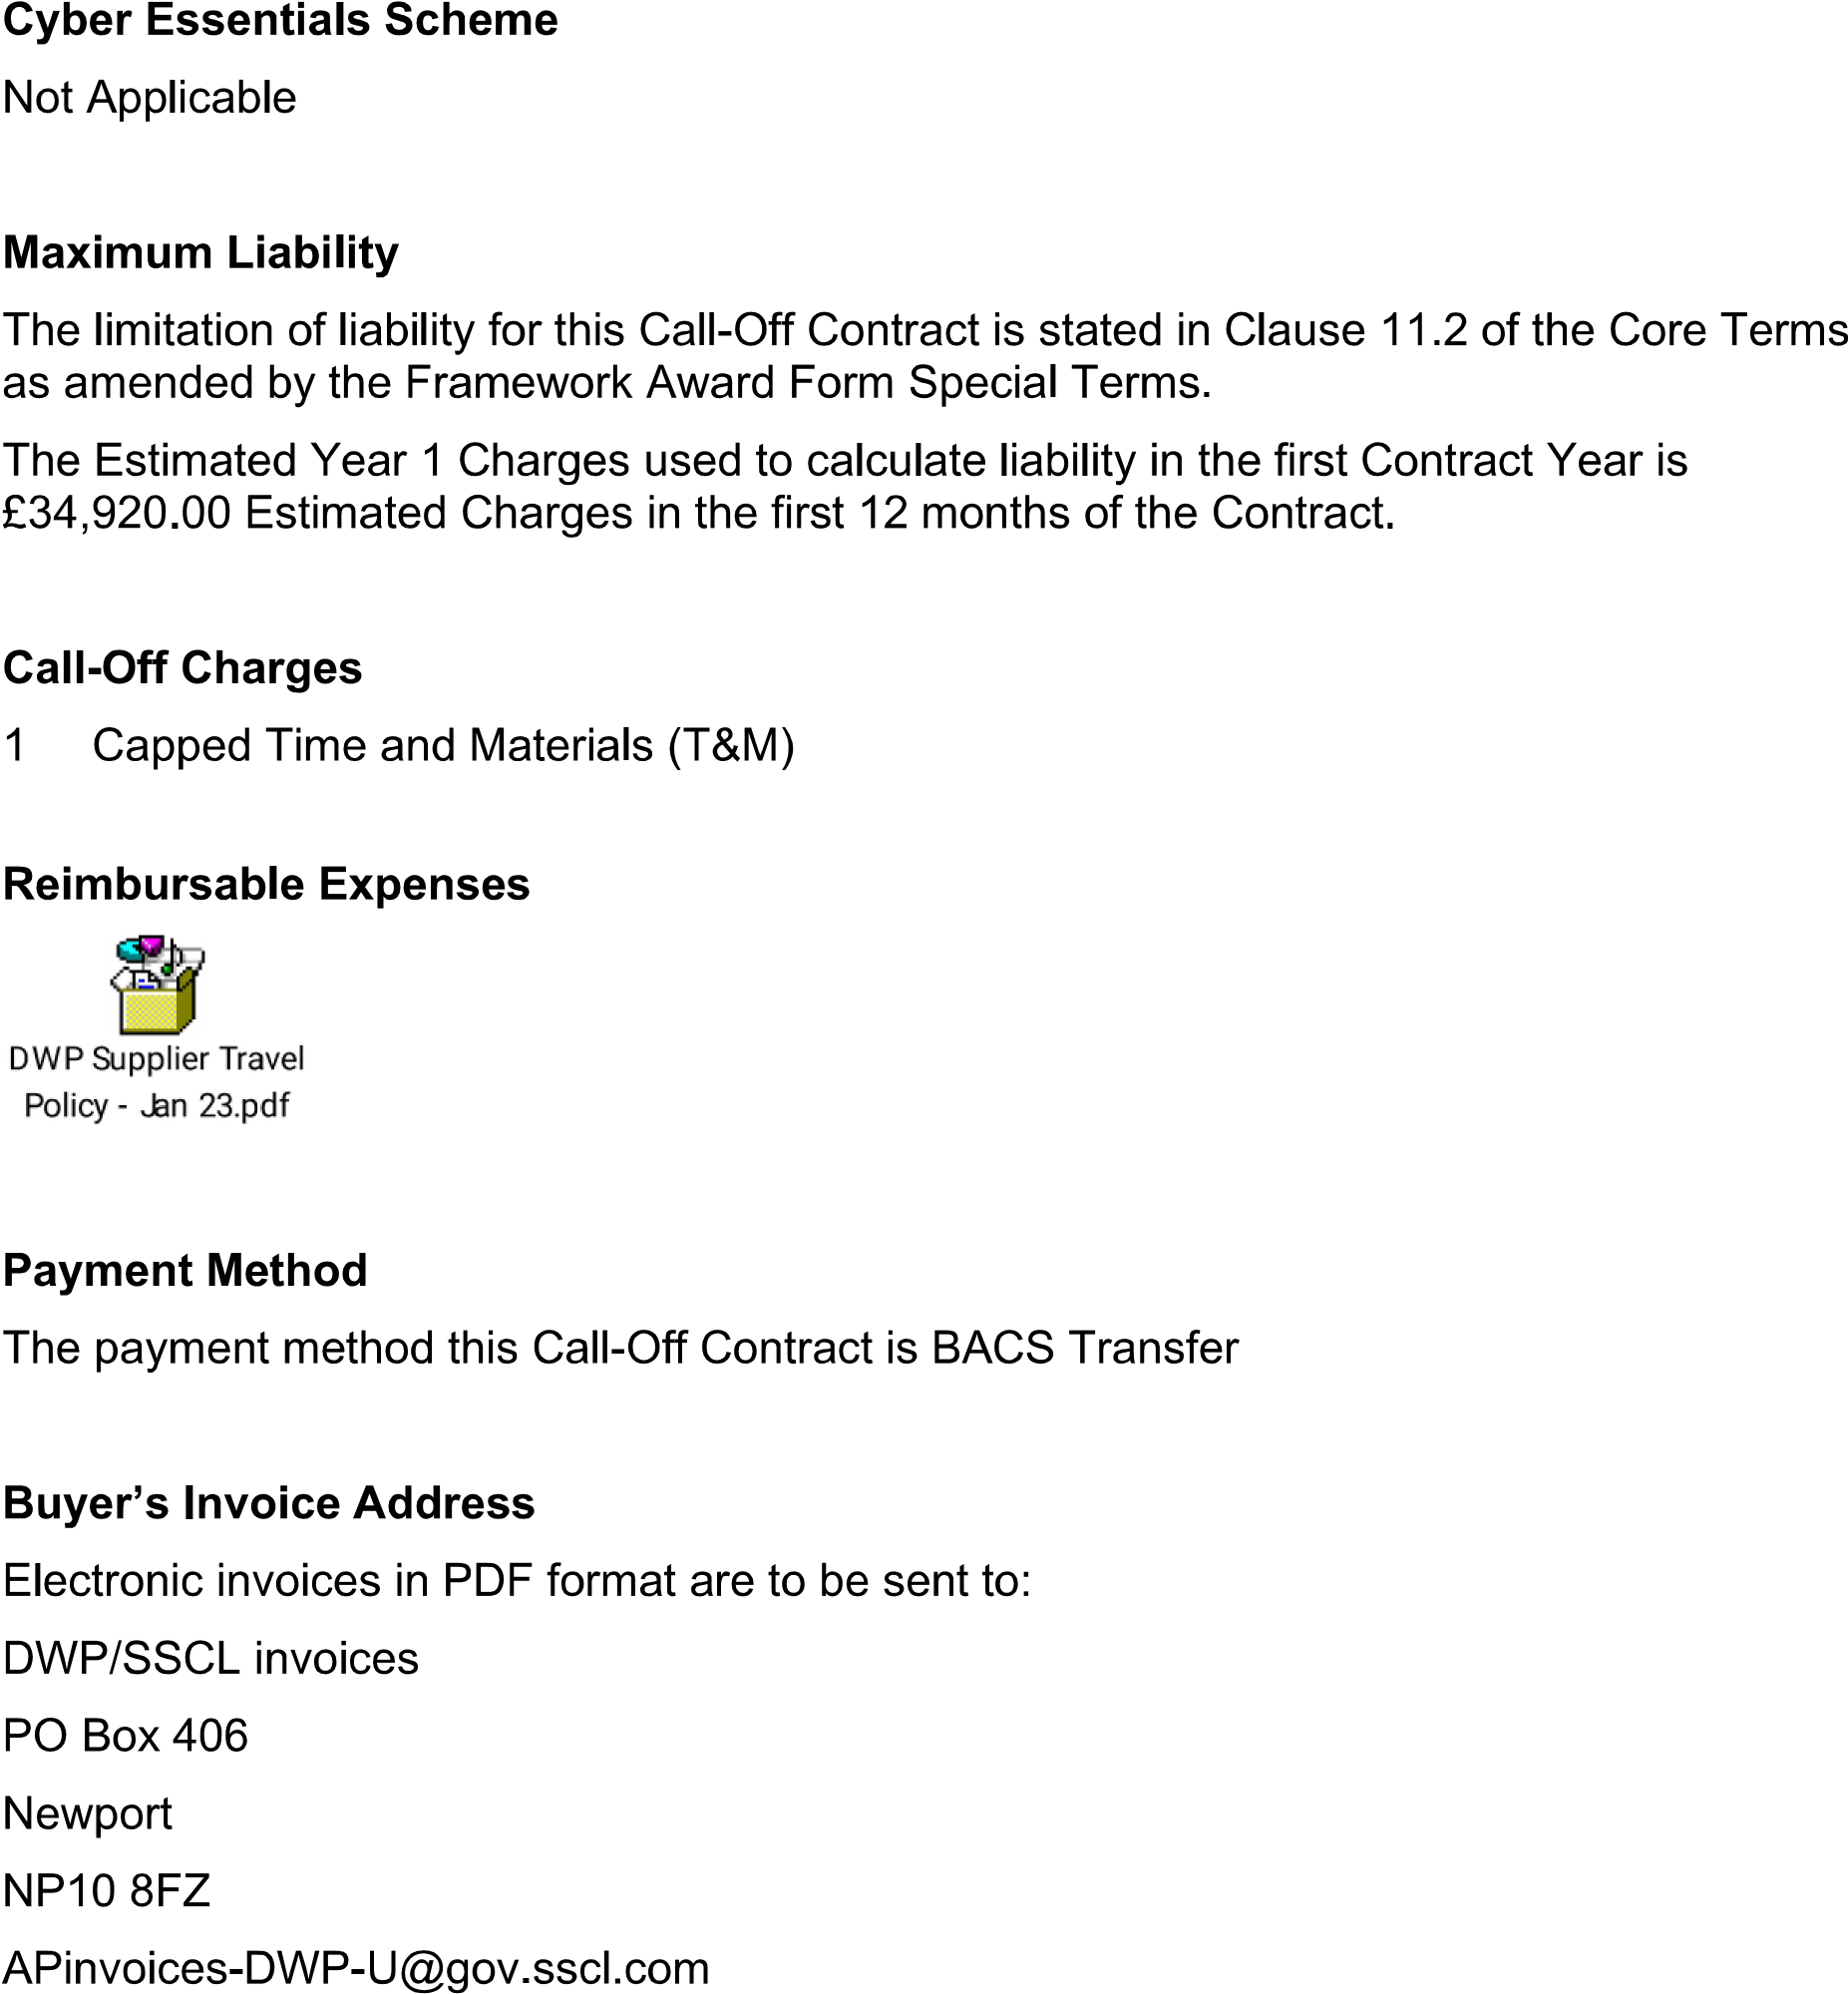 Cyber Essentials Scheme
Not Applicable
Maximum Liability
The limitation of liability for this Call-Off Contract is stated in Clause 11.2 of the Core Terms
as amended by the Framework Award Form Special Terms.
The Estimated Year 1 Charges used to calculate liability in the first Contract Year is
£34,920.00 Estimated Charges in the first 12 months of the Contract.
Call-Off Charges
1 Capped Time and Materials (T&M)
Reimbursable Expenses
DWP Supplier Travel
Policy - Jan 23.pdf
Payment Method
The payment method this Call-Off Contract is BACS Transfer
Buyer’s Invoice Address
Electronic invoices in PDF format are to be sent to:
DWP/SSCL invoices
PO Box 406
Newport
NP10 8FZ
APinvoices-DWP-U@gov.sscl.com